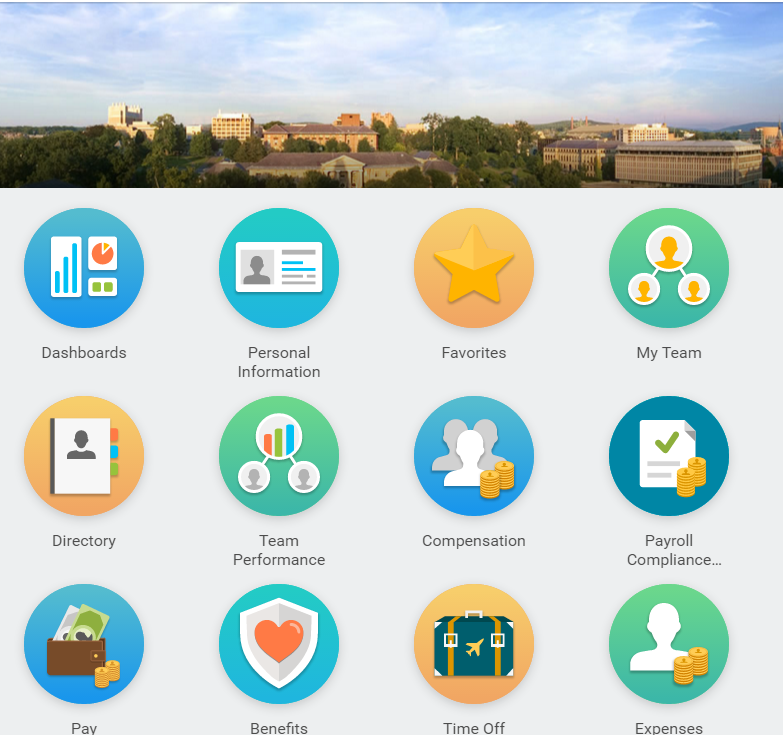 Dashboards
Personal
Information
Favorites
My Team
Directory
Team
Performance
Compensation
Payroll
Compliance…
Pay
Benefits
Time Off
Expenses